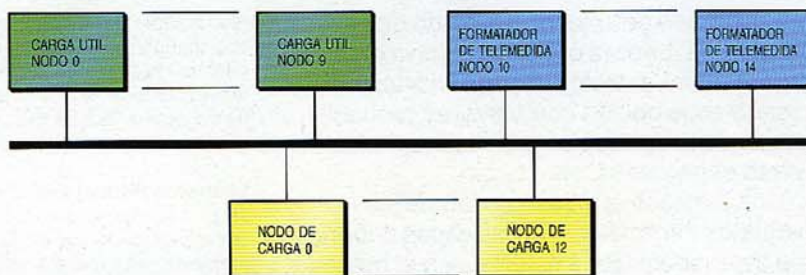 CARGA UTIL
NODO 0
CARGA UTIL
NODO 9
FORMATADOR
DE TELEMEDIDA
NODO 10
FORMATADOR
DE TELEMEDIDA
NODO 14
NODO DE
CARGA 0
NODO DE
CARGA 12